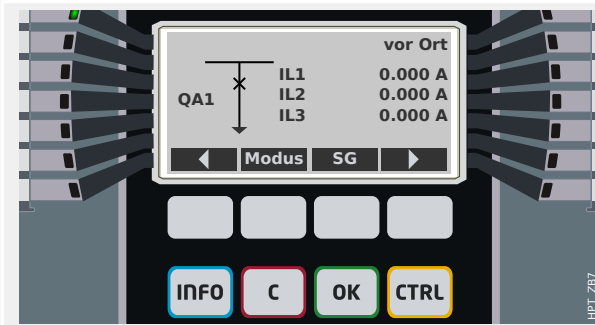 vor Ort
IL1 0.000 A
QA1
IL2 0.000 A
IL3 0.000 A
Modus SG
INFO C OK CTRL
HPT_ZB7